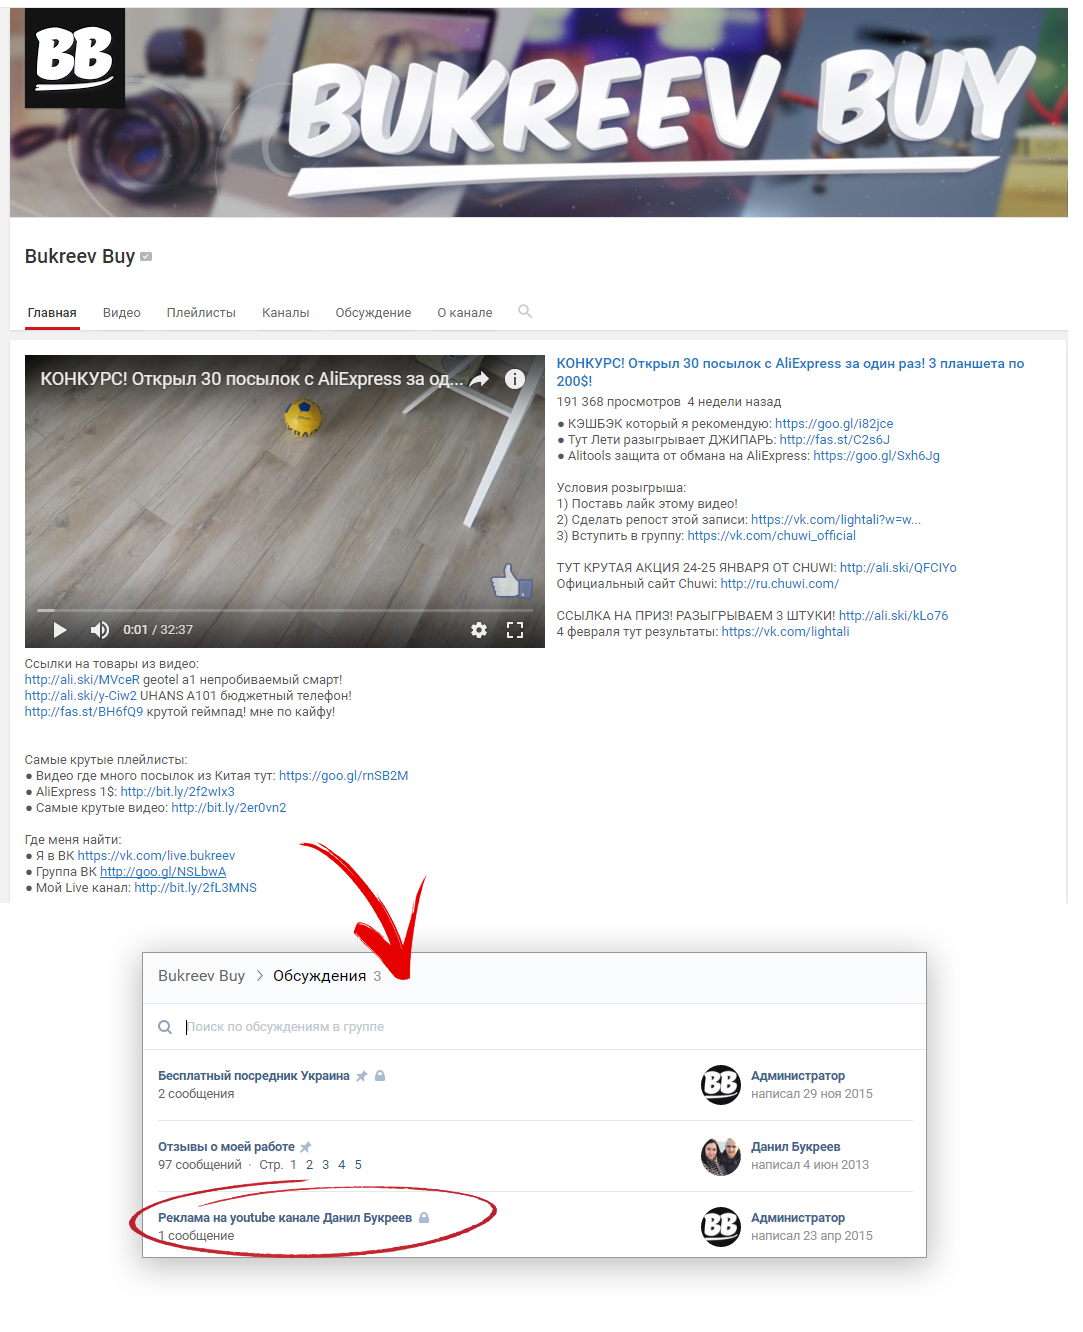 BB
BUKREEV BUY
Bukreev Buy
Главная Видео Плейлисты Каналы Обсуждение О канале
КОНКУРС! Открыл 30 посылок с AliExpress за од...
0:01 / 32:37
КОНКУРС! Открыл 30 посылок с AliExpress за один раз! 3 планшета по
200$!
191 368 просмотров 4 недели назад
● КЭШБЭК который я рекомендую: https://goo.gl/i82jce
● Тут Лети разыгрывает ДЖИПАРЬ: http://fas.st/C2s6J
● Alitools защита от обмана на AliExpress: https://goo.gl/Sxh6Jg
Условия розыгрыша:
1) Поставь лайк этому видео!
2) Сделать репост этой записи: https://vk.com/lightali?w=w...
3) Вступить в группу: https://vk.com/chuwi_official
ТУТ КРУТАЯ АКЦИЯ 24-25 ЯНВАРЯ ОТ CHUWI: http://ali.ski/QFCIYo
Официальный сайт Chuwi: http://ru.chuwi.com/
ССЫЛКА НА ПРИЗ! РАЗЫГРЫВАЕМ 3 ШТУКИ! http://ali.ski/kLo76
4 февраля тут результаты: https://vk.com/lightali
Ссылки на товары из видео:
http://ali.ski/MVceR geotel a1 непробиваемый смарт!
http://ali.ski/y-Ciw2 UHANS A101 бюджетный телефон!
http://fas.st/BH6fQ9 крутой геймпад! мне по кайфу!
Самые крутые плейлисты:
● Видео где много посылок из Китая тут: https://goo.gl/rnSB2M
● AliExpress 1$: http://bit.ly/2f2wIx3
● Самые крутые видео: http://bit.ly/2er0vn2
Где меня найти:
● Я в ВК https://vk.com/live.bukreev
● Группа ВК http://goo.gl/NSLbwA
● Мой Live канал: http://bit.ly/2fL3MNS
Bukreev Buy > Обсуждения 3
Поиск по обсуждениям в группе
Бесплатный посредник Украина
2 сообщения
BB
Администратор
написал 29 ноя 2015
Отзывы о моей работе
97 сообщений · Стр. 1 2 3 4 5
Данил Букреев
написал 4 июн 2013
Реклама на youtube канале Данил Букреев
1 сообщение
BB
Администратор
написал 23 апр 2015